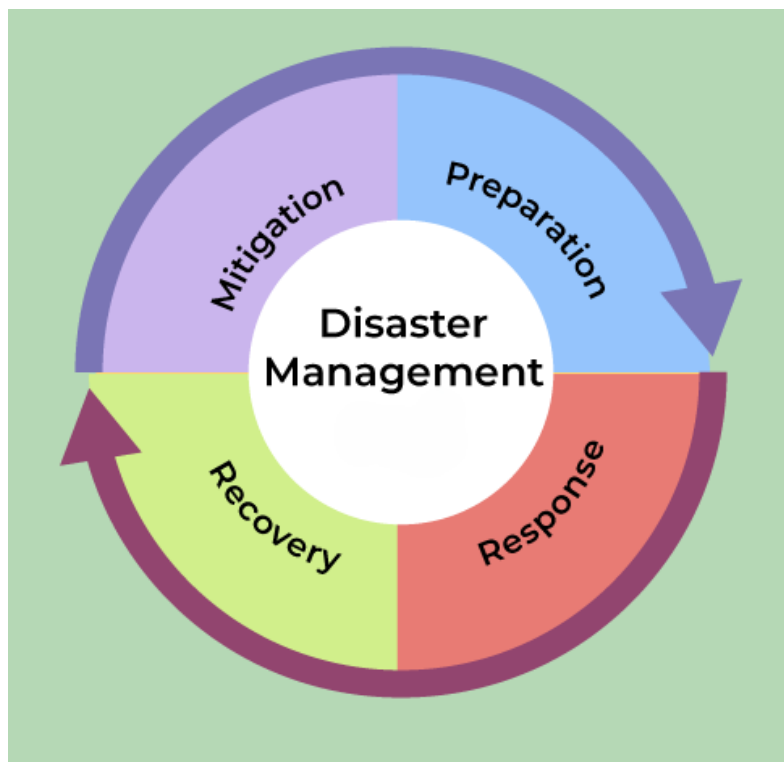 Mitigation
Preparation
Disaster
Management
Recovery
Response